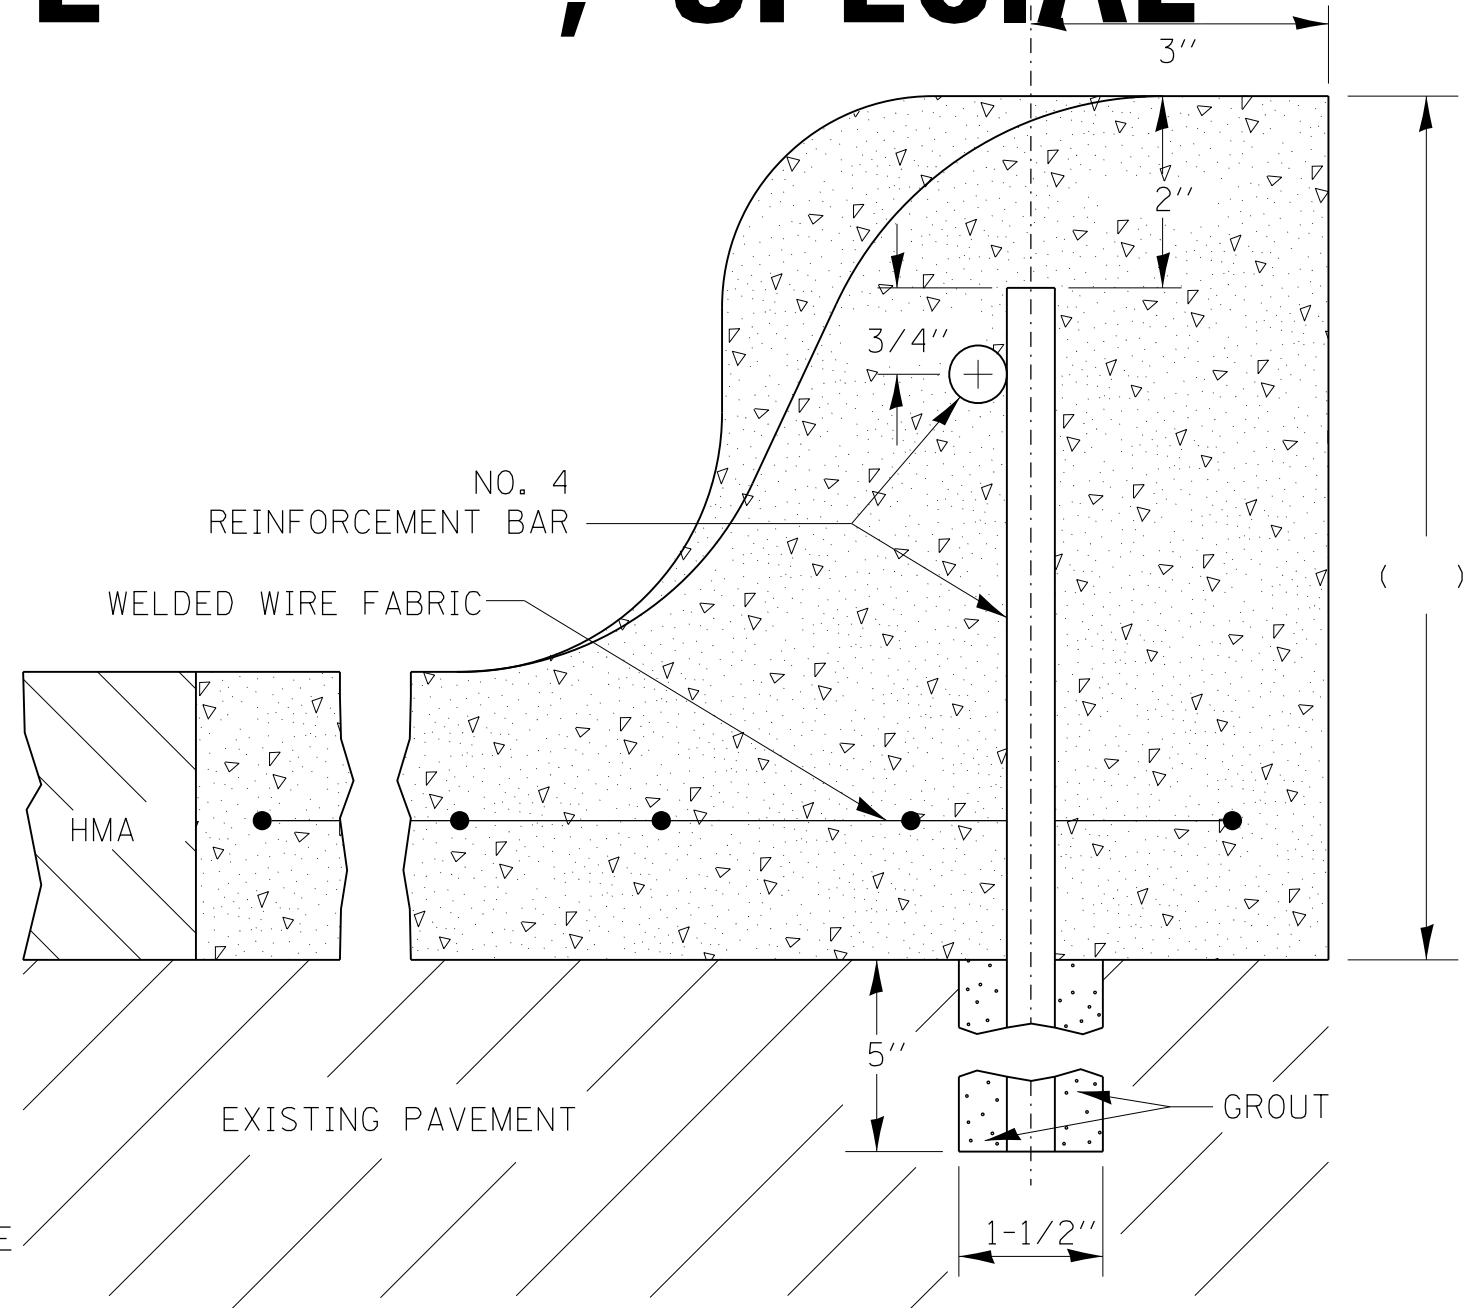 , SPECIAL
3"
2"
3/4"
NO. 4
REINFORCEMENT BAR
WELDED WIRE FABRIC
( )
HMA
5"
EXISTING PAVEMENT
GROUT
1-1/2"